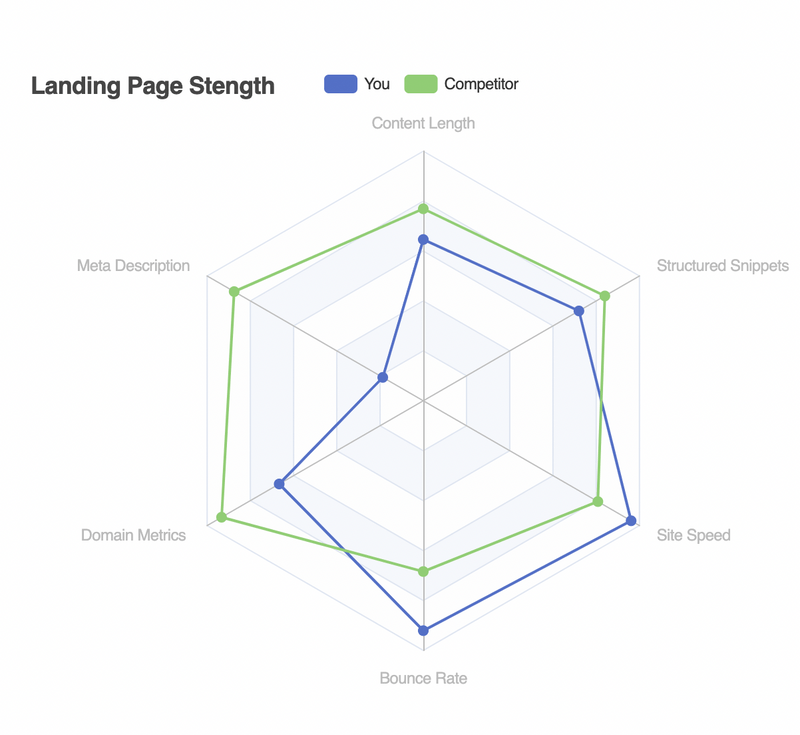 Landing Page Stength
You
Competitor
Content Length
Meta Description
Structured Snippets
Domain Metrics
Site Speed
Bounce Rate